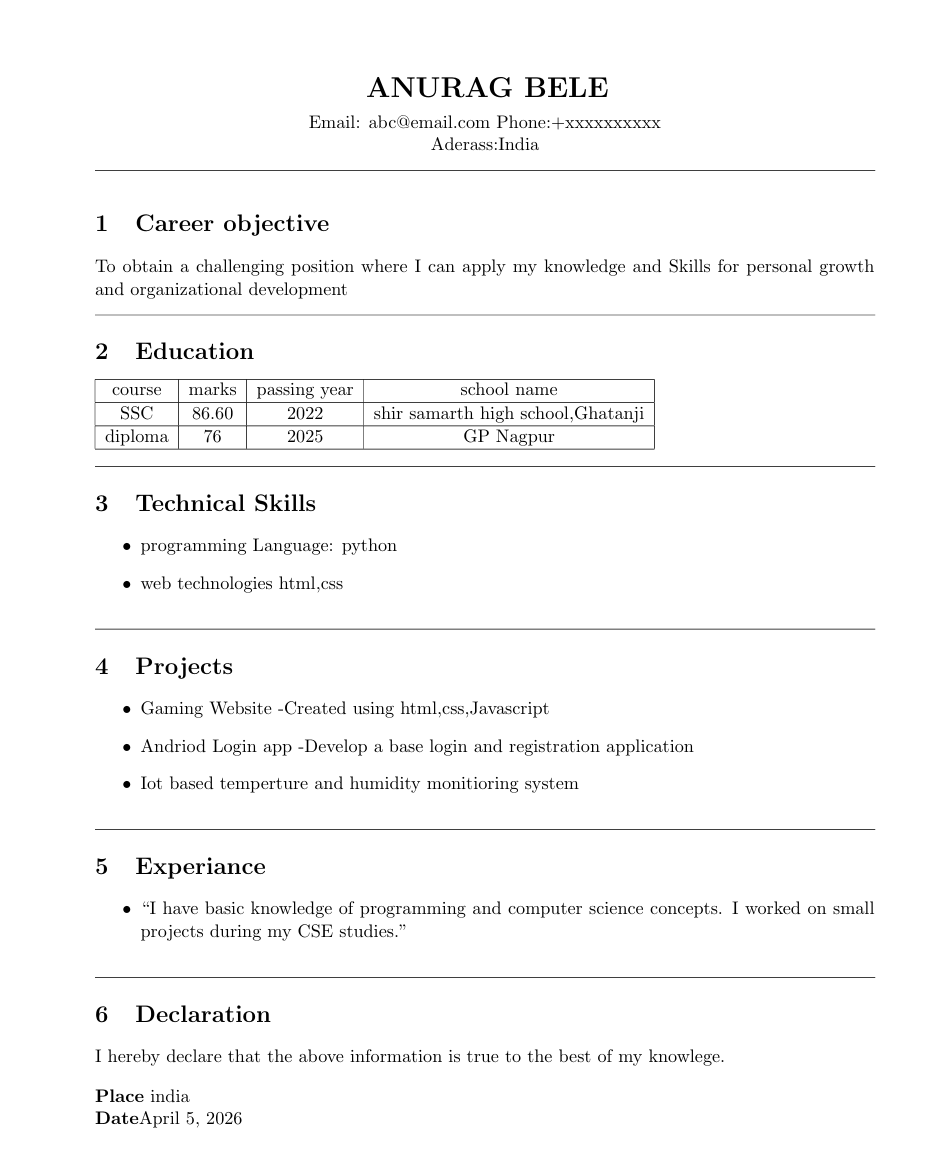 ANURAG BELE
Email: abc@email.com Phone:+xxxxxxxxxx
Aderass:India
1 Career objective
To obtain a challenging position where I can apply my knowledge and Skills for personal growth
and organizational development
2 Education
course marks passing year school name
SSC 86.60 2022 shir samarth high school,Ghatanji
diploma 76 2025 GP Nagpur
3 Technical Skills
• programming Language: python
• web technologies html,css
4 Projects
• Gaming Website -Created using html,css,Javascript
• Andriod Login app -Develop a base login and registration application
• Iot based temperture and humidity monitioring system
5 Experiance
• “I have basic knowledge of programming and computer science concepts. I worked on small
projects during my CSE studies.”
6 Declaration
I hereby declare that the above information is true to the best of my knowlege.
Place india
DateApril 5, 2026